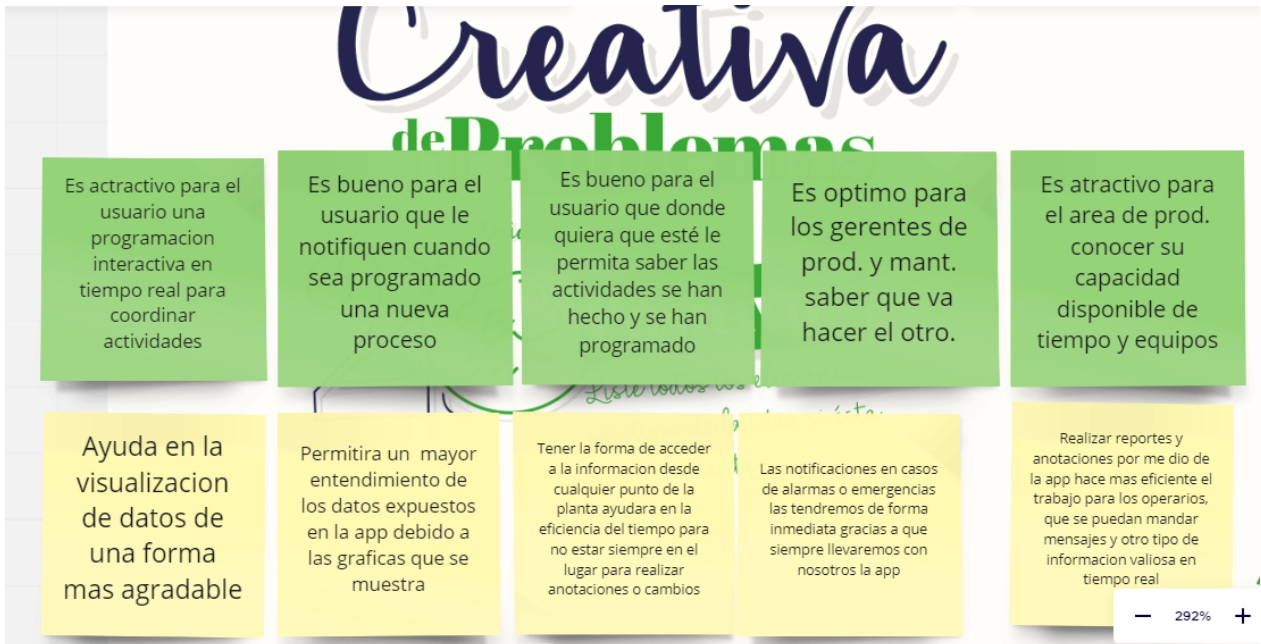 Creativa
de Problemas
Es actractivo para el
usuario una
programacion
interactiva en
tiempo real para
coordinar
actividades
Es bueno para el
usuario que le
notifiquen cuando
sea programado
una nueva
proceso
Es bueno para el
usuario que donde
quiera que esté le
permita saber las
actividades se han
hecho y se han
programado
Es optimo para
los gerentes de
prod. y mant.
saber que va
hacer el otro.
Es atractivo para
el area de prod.
conocer su
capacidad
disponible de
tiempo y equipos
Liste todos los
Ayuda en la
visualizacion
de datos de
una forma
mas agradable
Permitira un mayor
entendimiento de
los datos expuestos
en la app debido a
las graficas que se
muestra
Tener la forma de acceder
a la informacion desde
cualquier punto de la
planta ayudara en la
eficiencia del tiempo para
no estar siempre en el
lugar para realizar
anotaciones o cambios
Las notificaciones en casos
de alarmas o emergencias
las tendremos de forma
inmediata gracias a que
siempre llevaremos con
nosotros la app
Realizar reportes y
anotaciones por me dio de
la app hace mas eficiente el
trabajo para los operarios,
que se puedan mandar
mensajes y otro tipo de
informacion valiosa en
tiempo real
292%